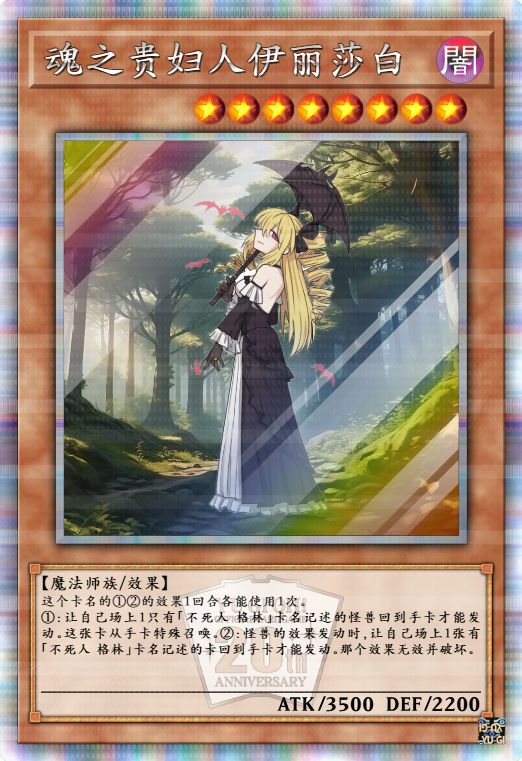 魂之贵妇人伊丽莎白
闇
【魔法师族/效果】
这个卡名的①②的效果1回合各能使用1次。
①:让自己场上1只有「不死人 格林」卡名记述的怪兽回到手卡才能发
动。这张卡从手卡特殊召唤。②:怪兽的效果发动时,让自己场上1张有
「不死人 格林」卡名记述的卡回到手卡才能发动。那个效果无效并破坏。
20th
ANNIVERSARY
ATK/3500 DEF/2200